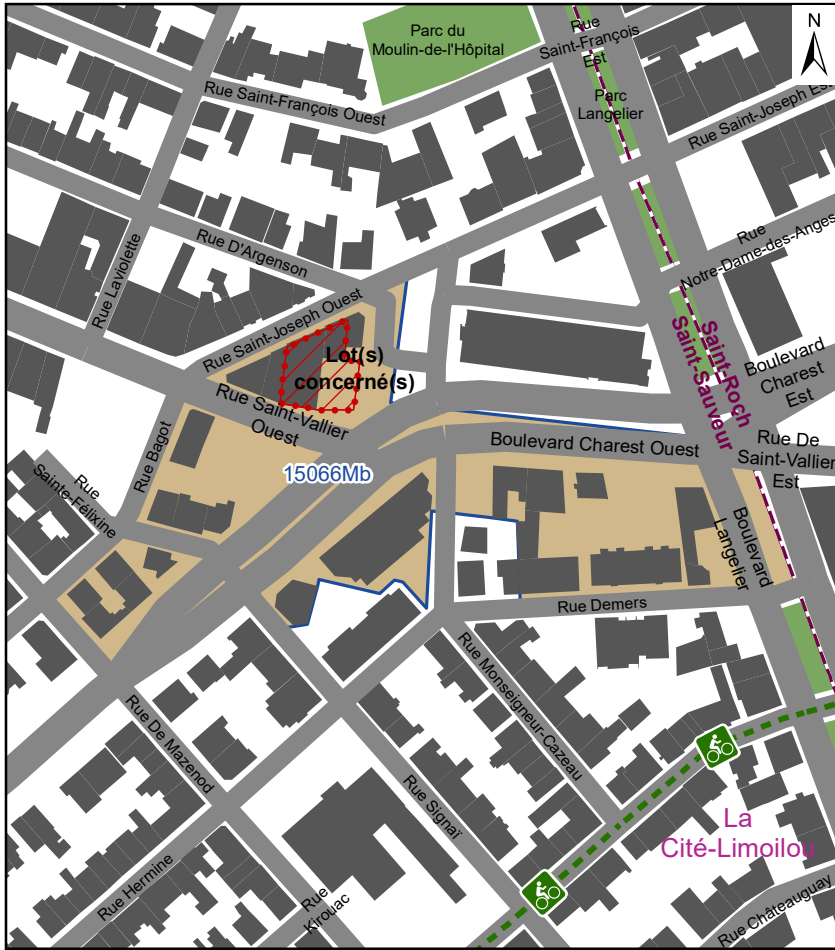 Parc du
Moulin-de-l'Hôpital
Rue
Saint-François
Est
N
Rue Saint-François Ouest
Parc
Langelier
Rue Saint-Joseph Est
Rue
Notre-Dame-des-Anges
Rue D'Argenson
Rue Laviolette
Rue Saint-Joseph Ouest
Lot(s)
concerné(s)
Saint-Roch
Saint-Sauveur
Boulevard
Charest
Est
Rue Saint-Vallier
Ouest
Boulevard Charest Ouest
Rue De
Saint-Vallier
Est
Rue Bagot
15066Mb
Rue
Sainte-Félixine
Boulevard
Langelier
Rue Demers
Rue Monseigneur-Cazeau
Rue De Mazenod
Rue Signaï
La
Cité-Limoilou
Rue Hermine
Rue
Kirouac
Rue Châteauguay